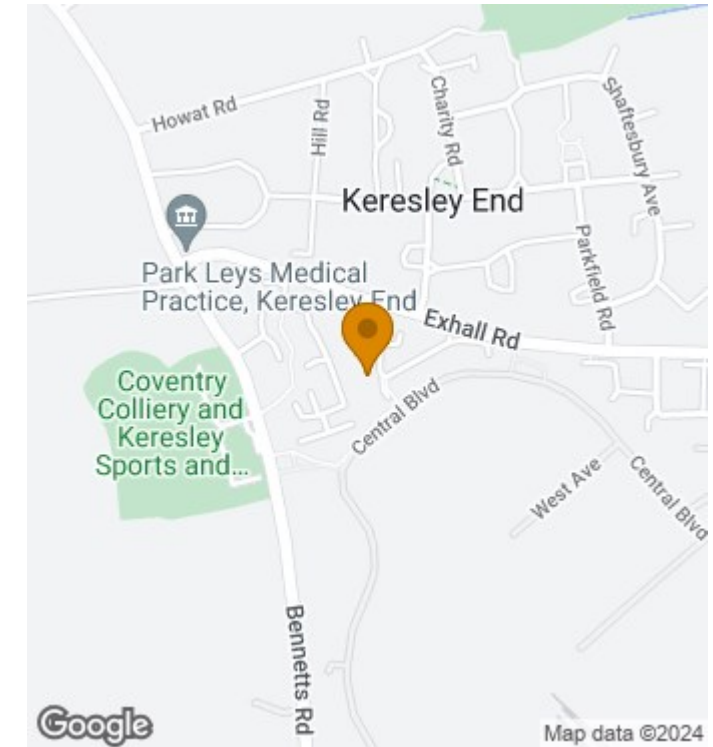 Howat Rd
Hill Rd
Charity Rd
Shaftesbury Ave
Keresley End
Parkfield Rd
Park Leys Medical
Practice, Keresley End
Exhall Rd
Coventry
Colliery and
Keresley
Sports and...
Central Blvd
West Ave
Central Blvd
Bennetts Rd
Google
Map data ©2024